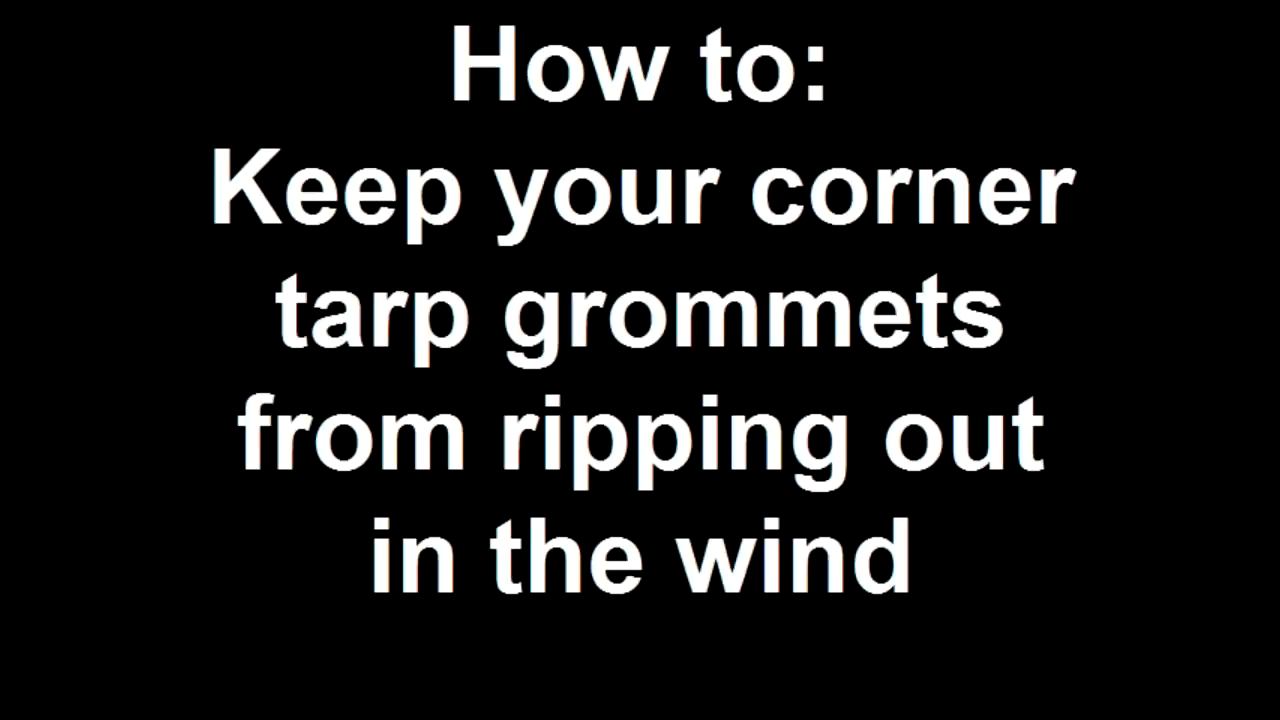 How to:
Keep your corner
tarp grommets
from ripping out
in the wind